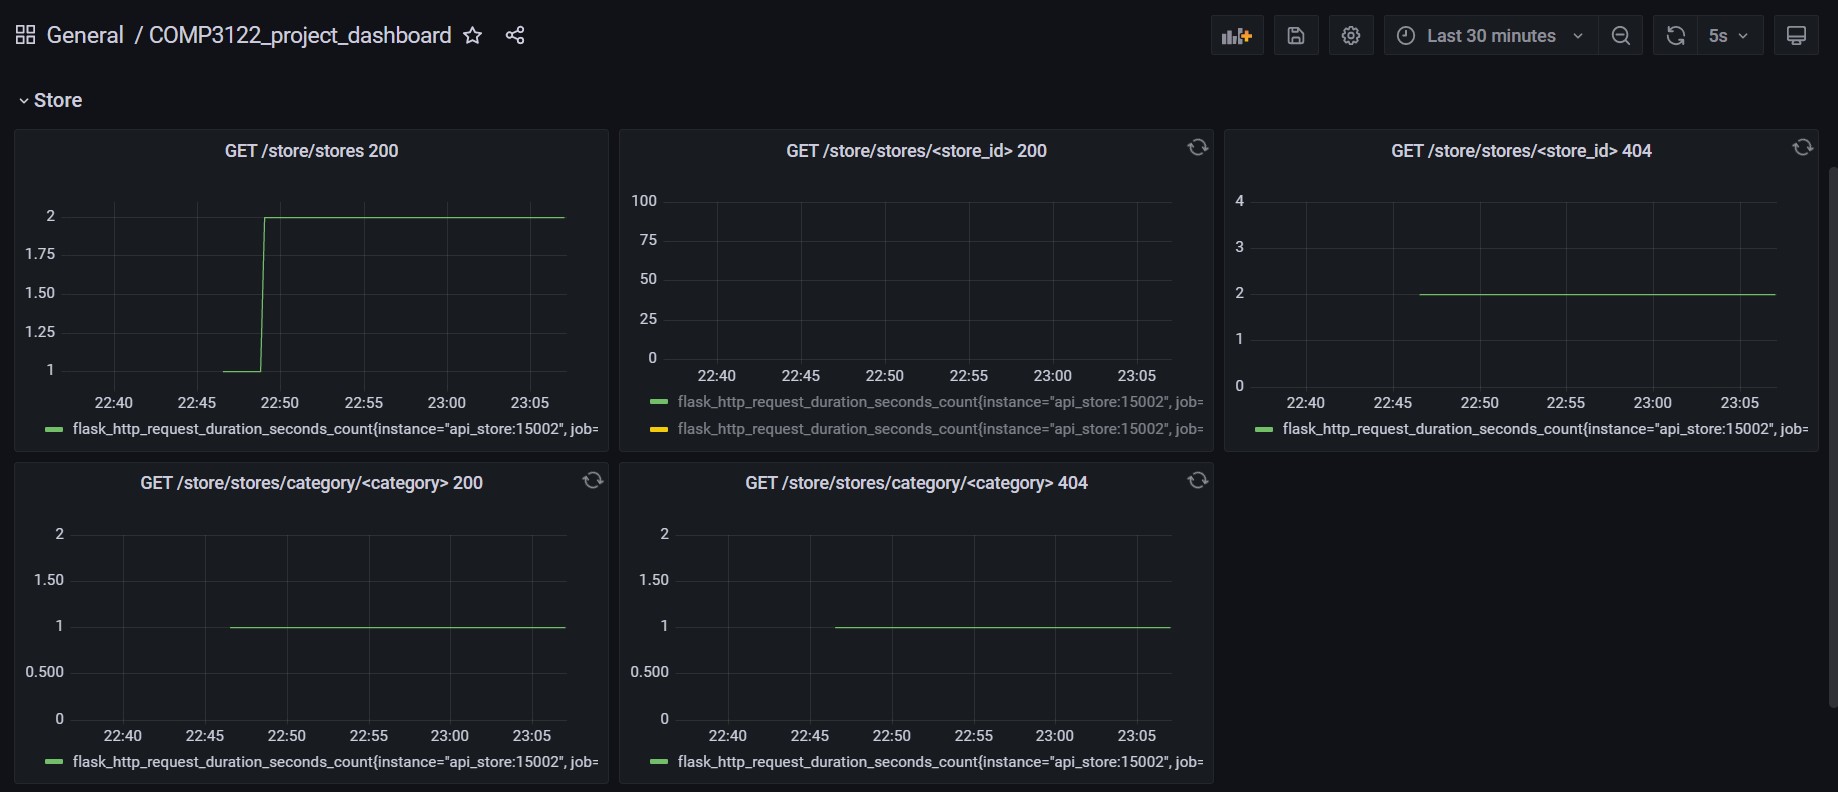 General / COMP3122_project_dashboard
Last 30 minutes
5s
Store
GET /store/stores 200
2
1.75
1.50
1.25
1
22:40 22:45 22:50 22:55 23:00 23:05
flask_http_request_duration_seconds_count{instance="api_store:15002", job=
GET /store/stores/<store_id> 200
100
75
50
25
0
22:40 22:45 22:50 22:55 23:00 23:05
flask_http_request_duration_seconds_count{instance="api_store:15002", job=
flask_http_request_duration_seconds_count{instance="api_store:15002", job=
GET /store/stores/<store_id> 404
4
3
2
1
0
22:40 22:45 22:50 22:55 23:00 23:05
flask_http_request_duration_seconds_count{instance="api_store:15002", job=
GET /store/stores/category/<category> 200
2
1.50
1
0.500
0
22:40 22:45 22:50 22:55 23:00 23:05
flask_http_request_duration_seconds_count{instance="api_store:15002", job=
GET /store/stores/category/<category> 404
2
1.50
1
0.500
0
22:40 22:45 22:50 22:55 23:00 23:05
flask_http_request_duration_seconds_count{instance="api_store:15002", job=